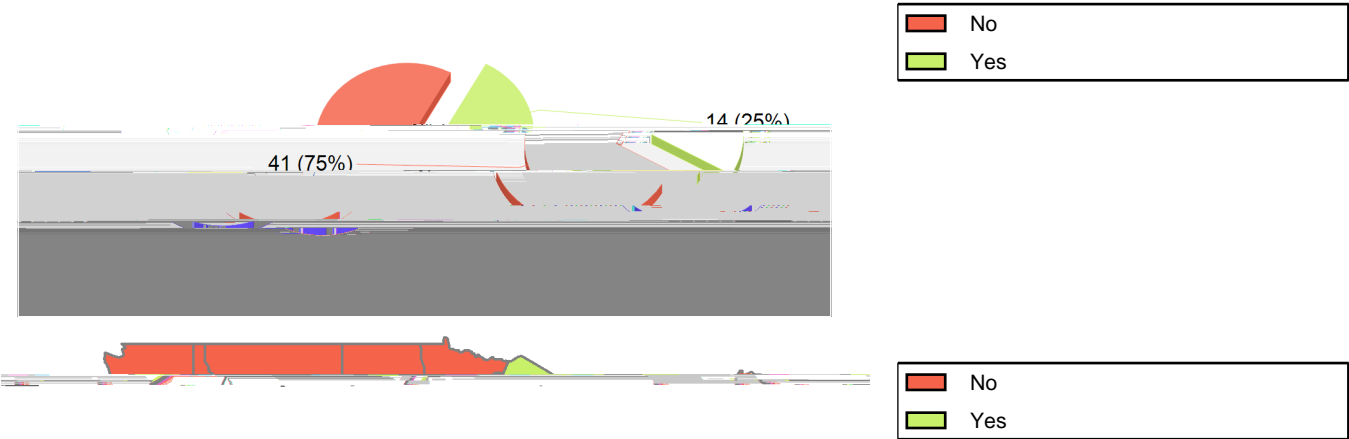 No
Yes
14 (25%)
41 (75%)
No
Yes